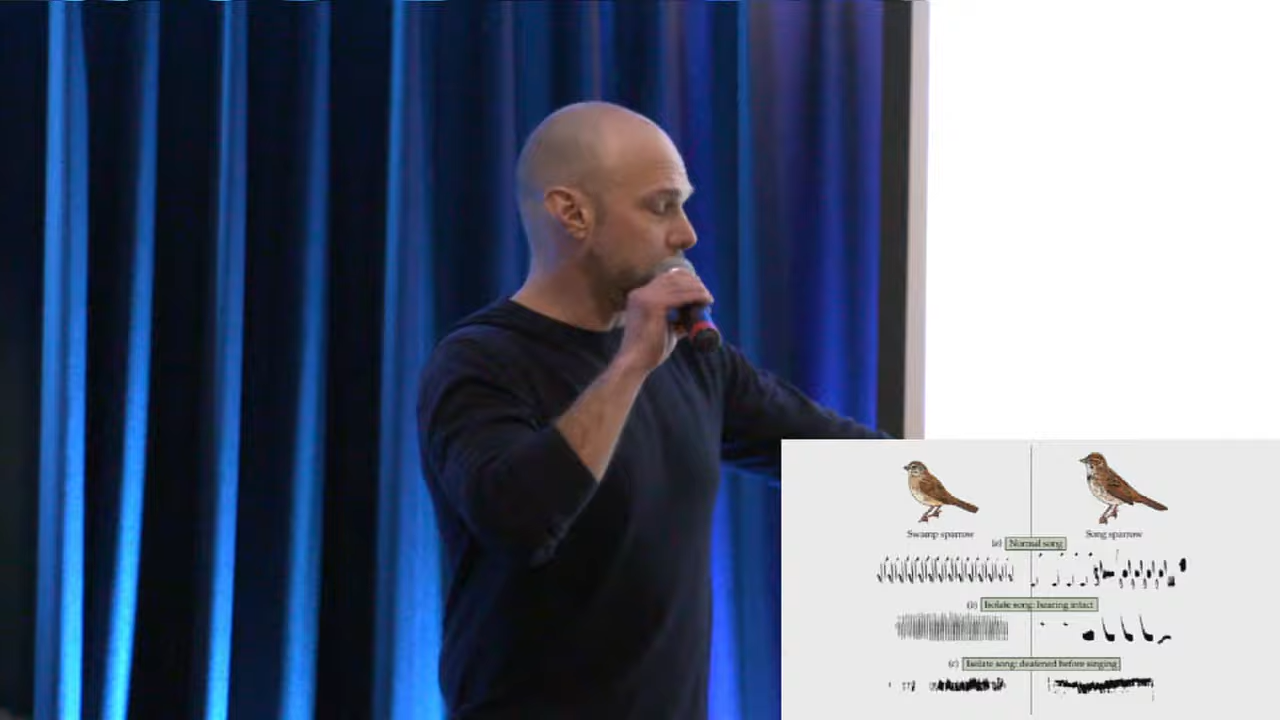 Swamp sparrow
Song sparrow
(a) Normal song
(b) Isolate song: hearing intact
(c) Isolate song: deafened before singing